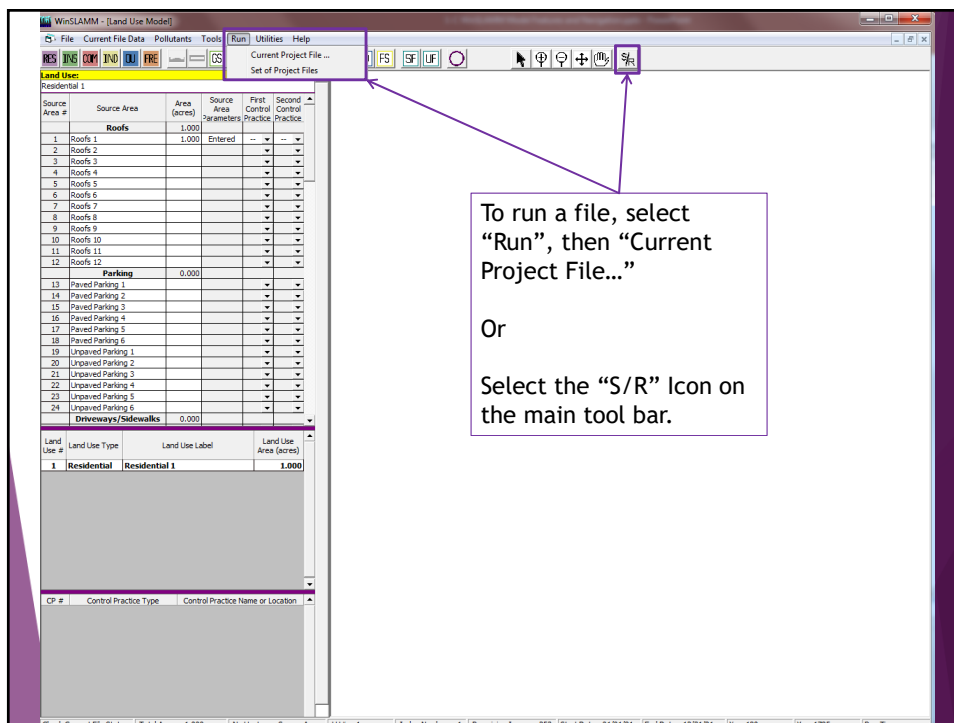 WinSLAMM - [Land Use Model]
File Current File Data Pollutants Tools Run Utilities Help
RES INS COM IND OU FRE GS FS SF UF S/R
Current Project File ...
Set of Project Files
Land Use:
Residential 1
Source Area # Source Area Area (acres) Source Area Parameters First Control Practice Second Control Practice
Roofs 1.000
1 Roofs 1 1.000 Entered -- --
2 Roofs 2
3 Roofs 3
4 Roofs 4
5 Roofs 5
6 Roofs 6
7 Roofs 7
8 Roofs 8
9 Roofs 9
10 Roofs 10
11 Roofs 11
12 Roofs 12
Parking 0.000
13 Paved Parking 1
14 Paved Parking 2
15 Paved Parking 3
16 Paved Parking 4
17 Paved Parking 5
18 Paved Parking 6
19 Unpaved Parking 1
20 Unpaved Parking 2
21 Unpaved Parking 3
22 Unpaved Parking 4
23 Unpaved Parking 5
24 Unpaved Parking 6
Driveways/Sidewalks 0.000
Land Use # Land Use Type Land Use Label Land Use Area (acres)
1 Residential Residential 1 1.000
CP # Control Practice Type Control Practice Name or Location
To run a file, select
“Run”, then “Current
Project File…”
Or
Select the “S/R” Icon on
the main tool bar.